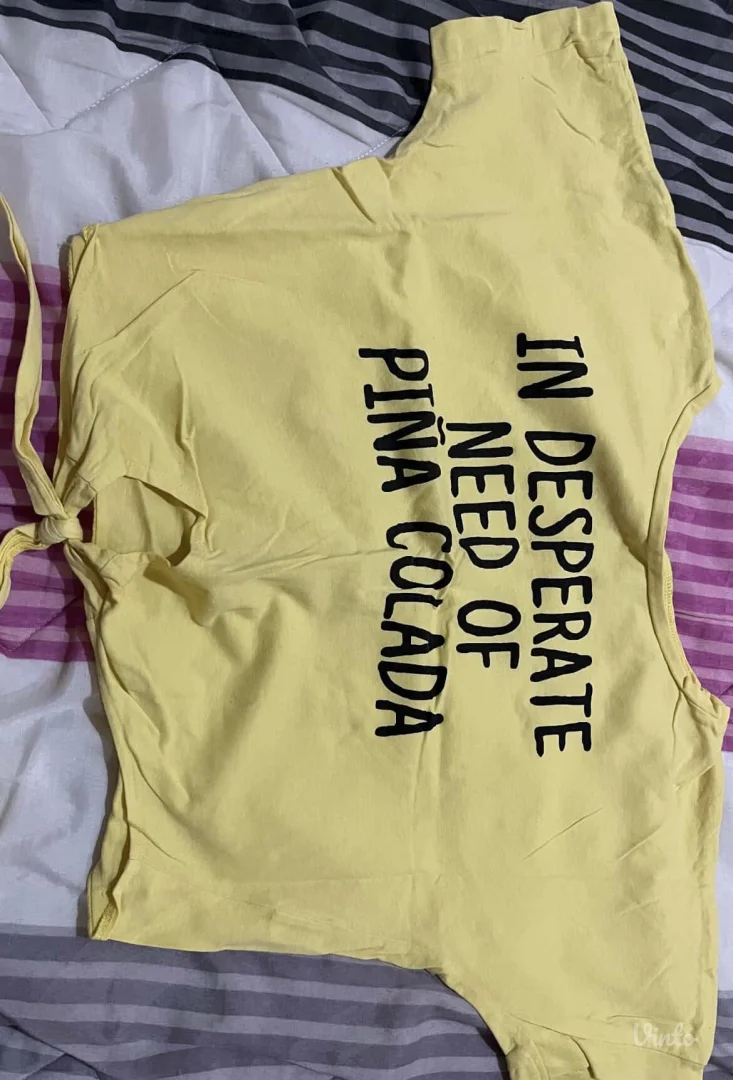 IN DESPERATE
NEED OF
PIÑA COLADA